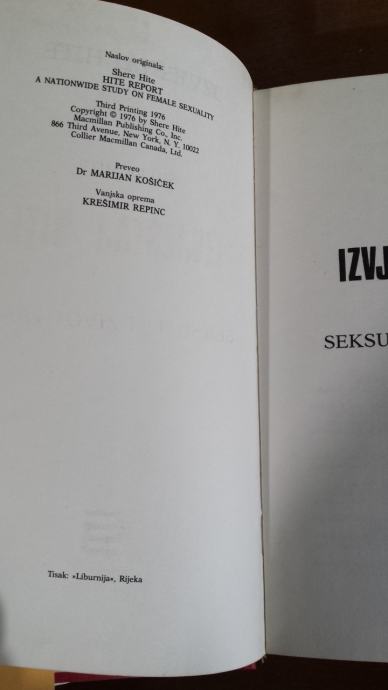 Naslov originala:
Shere Hite
HITE REPORT
A NATIONWIDE STUDY ON FEMALE SEXUALITY
Third Printing 1976
Copyright © 1976 by Shere Hite
Macmillan Publishing Co., Inc.
866 Third Avenue, New York, N. Y. 10022
Collier Macmillan Canada, Ltd.
Preveo
Dr MARIJAN KOŠIČEK
Vanjska oprema
KREŠIMIR REPINC
Tisak: »Liburnija«, Rijeka
IZVJ
SEKSU